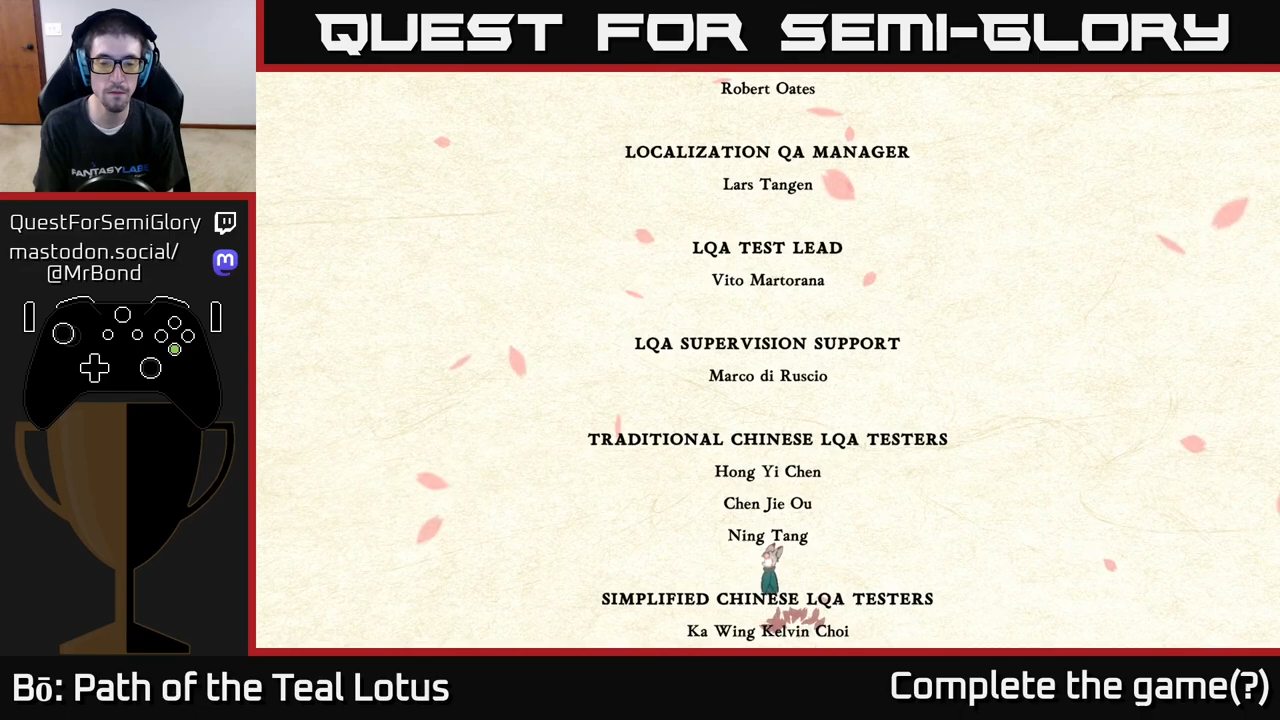 QUEST FOR SEMI-GLORY
FANTASYLABS
QuestForSemiGlory
mastodon.social/
@MrBond
Robert Oates
LOCALIZATION QA MANAGER
Lars Tangen
LQA TEST LEAD
Vito Martorana
LQA SUPERVISION SUPPORT
Marco di Ruscio
TRADITIONAL CHINESE LQA TESTERS
Hong Yi Chen
Chen Jie Ou
Ning Tang
SIMPLIFIED CHINESE LQA TESTERS
Ka Wing Kelvin Choi
Bō: Path of the Teal Lotus
Complete the game(?)